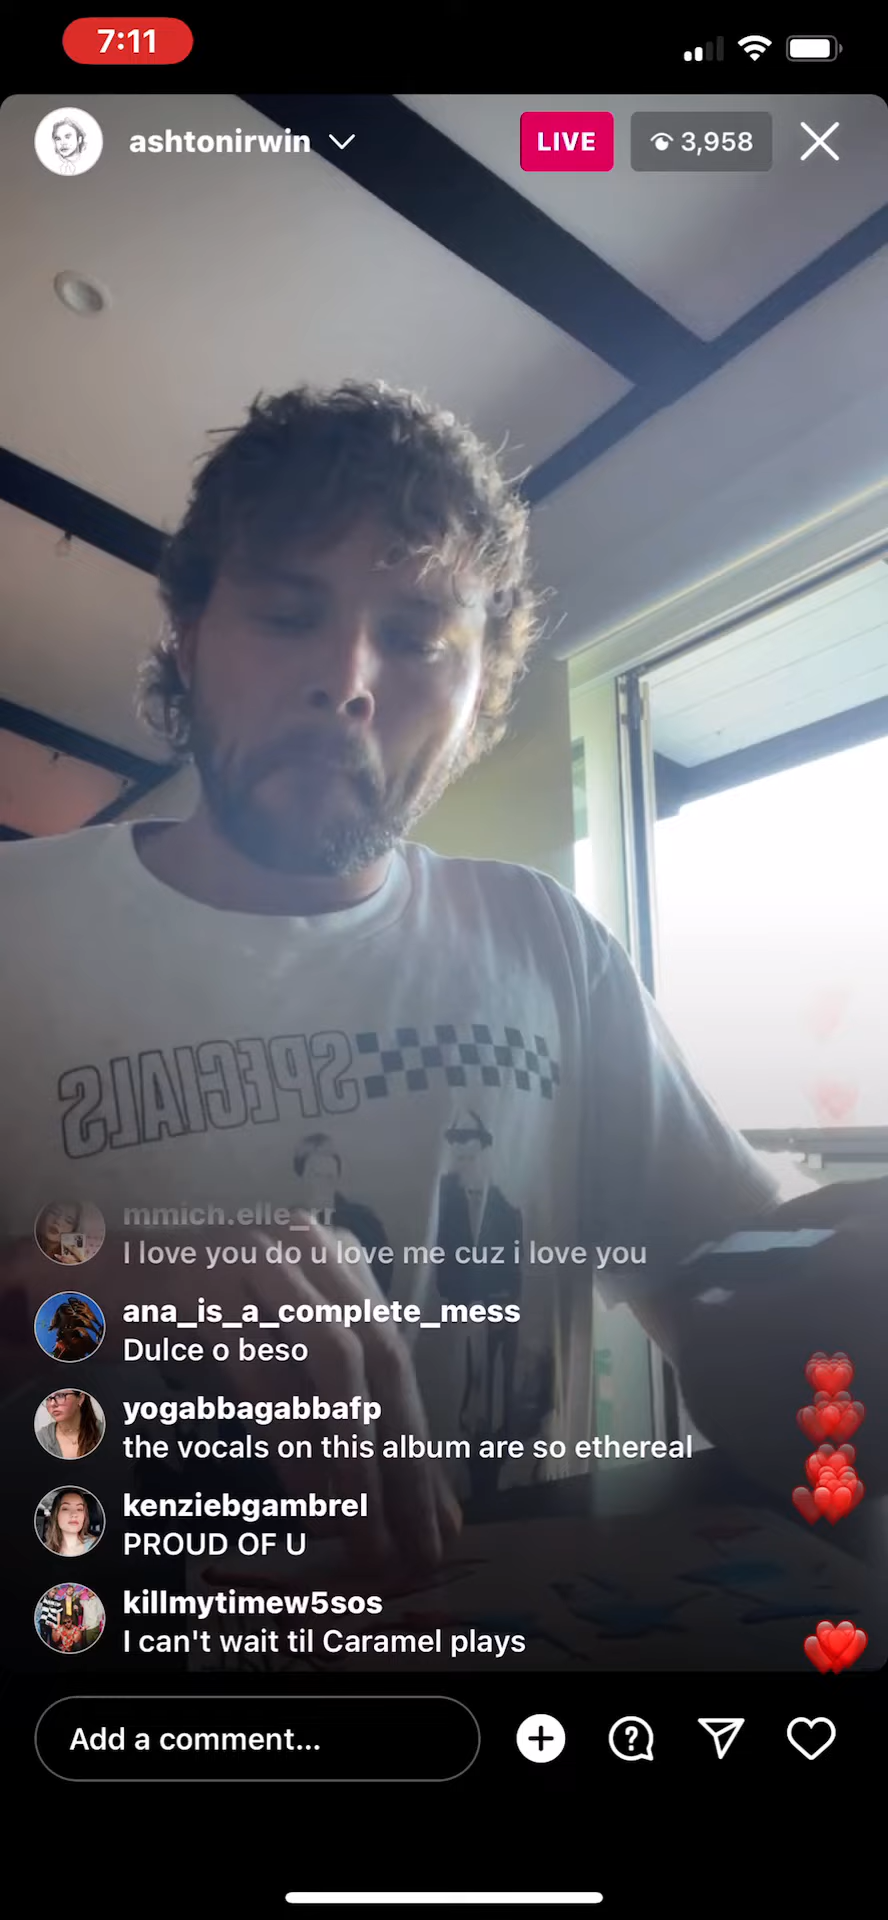 7:11
ashtonirwin
LIVE
3,958
SPECIALS
mmich.elle_rr
I love you do u love me cuz i love you
ana_is_a_complete_mess
Dulce o beso
yogabbagabbafp
the vocals on this album are so ethereal
kenziebgambrel
PROUD OF U
killmytimew5sos
I can't wait til Caramel plays
Add a comment...